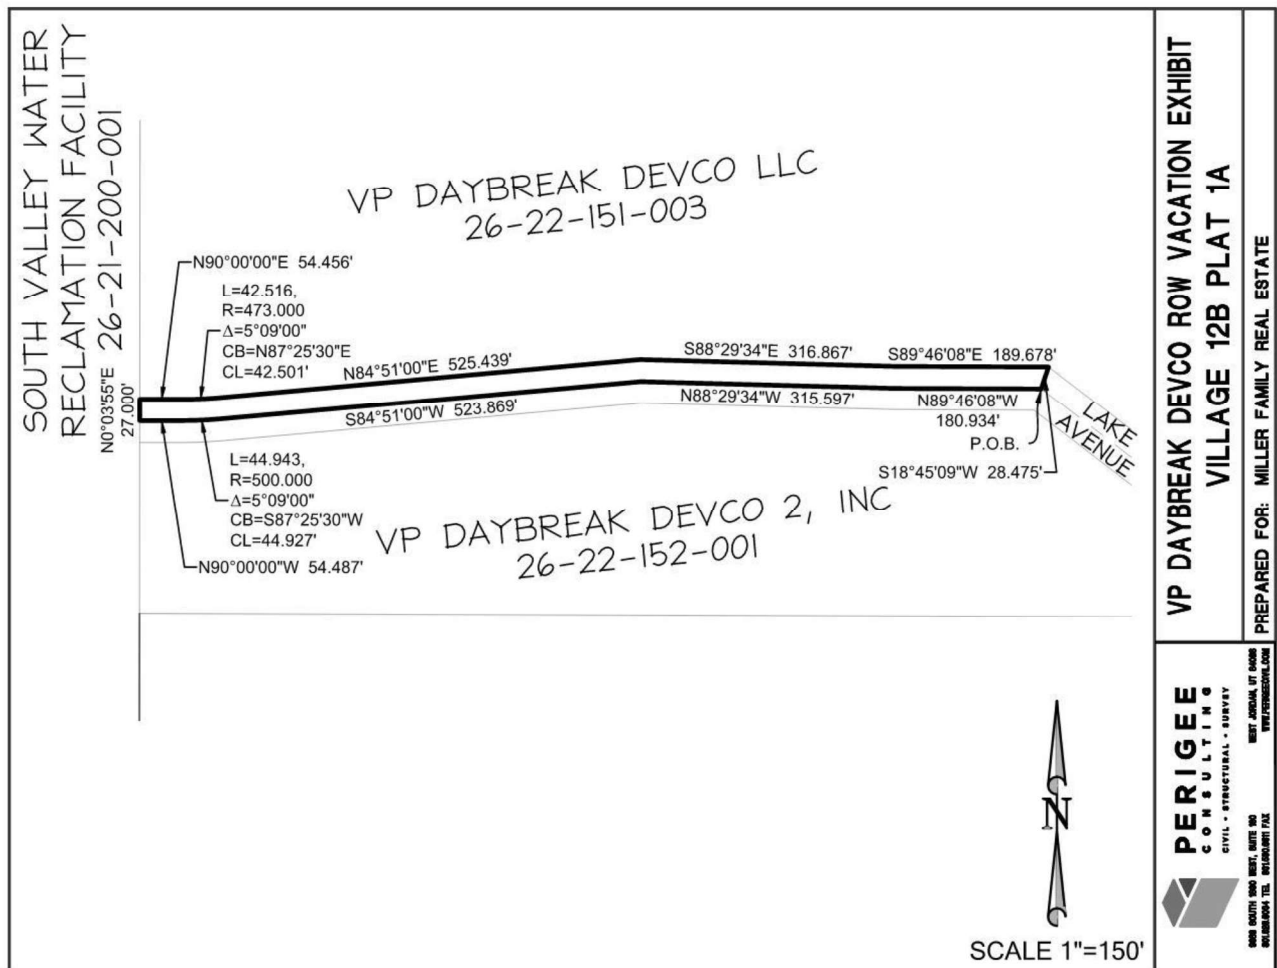 SOUTH VALLEY WATER
RECLAMATION FACILITY
26-21-200-001
N0°03'55"E
27.000'
VP DAYBREAK DEVCO LLC
26-22-151-003
N90°00'00"E 54.456'
L=42.516,
R=473.000
Δ=5°09'00"
CB=N87°25'30"E
CL=42.501'
N84°51'00"E 525.439'
S88°29'34"E 316.867'
S89°46'08"E 189.678'
S84°51'00"W 523.869'
N88°29'34"W 315.597'
N89°46'08"W
180.934'
P.O.B.
S18°45'09"W 28.475'
LAKE
AVENUE
L=44.943,
R=500.000
Δ=5°09'00"
CB=S87°25'30"W
CL=44.927'
N90°00'00"W 54.487'
VP DAYBREAK DEVCO 2, INC
26-22-152-001
N
SCALE 1"=150'
VP DAYBREAK DEVCO ROW VACATION EXHIBIT
VILLAGE 12B PLAT 1A
PREPARED FOR: MILLER FAMILY REAL ESTATE
PERIGEE
CONSULTING
CIVIL • STRUCTURAL • SURVEY
WEST JORDAN, UT 84088
WWW.PERIGEECIVIL.COM